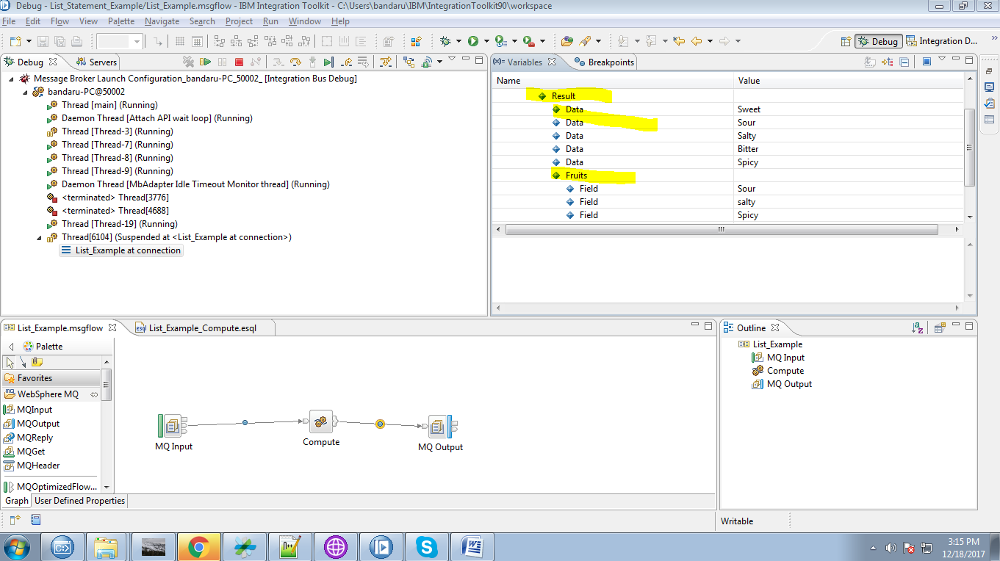 Debug - List_Statement_Example/List_Example.msgflow - IBM Integration Toolkit - C:\Users\bandaru\IBM\IntegrationToolkit90\workspace
File Edit Flow View Palette Navigate Search Project Run Window Help
Debug Integration D...
Debug Servers
Message Broker Launch Configuration_bandaru-PC_50002_ [Integration Bus Debug]
bandaru-PC@50002
Thread [main] (Running)
Daemon Thread [Attach API wait loop] (Running)
Thread [Thread-3] (Running)
Thread [Thread-7] (Running)
Thread [Thread-8] (Running)
Thread [Thread-9] (Running)
Daemon Thread [MbAdapter Idle Timeout Monitor thread] (Running)
<terminated> Thread[3776]
<terminated> Thread[4688]
Thread [Thread-19] (Running)
Thread[6104] (Suspended at <List_Example at connection>)
List_Example at connection
(x)= Variables Breakpoints
Name Value
Result
Data Sweet
Data Sour
Data Salty
Data Bitter
Data Spicy
Fruits
Field Sour
Field salty
Field Spicy
List_Example.msgflow esql List_Example_Compute.esql
Palette
Favorites
WebSphere MQ
MQInput
MQOutput
MQReply
MQGet
MQHeader
MQOptimizedFlow...
MQ Input
Compute
MQ Output
Graph User Defined Properties
Outline
List_Example
MQ Input
Compute
MQ Output
Writable
3:15 PM
12/18/2017